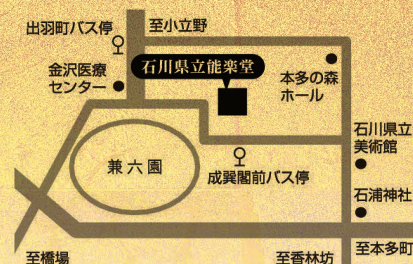 出羽町バス停
至小立野
石川県立能楽堂
金沢医療
センター
本多の森
ホール
石川県立
美術館
兼六園
成巽閣前バス停
石浦神社
至橋場
至香林坊
至本多町